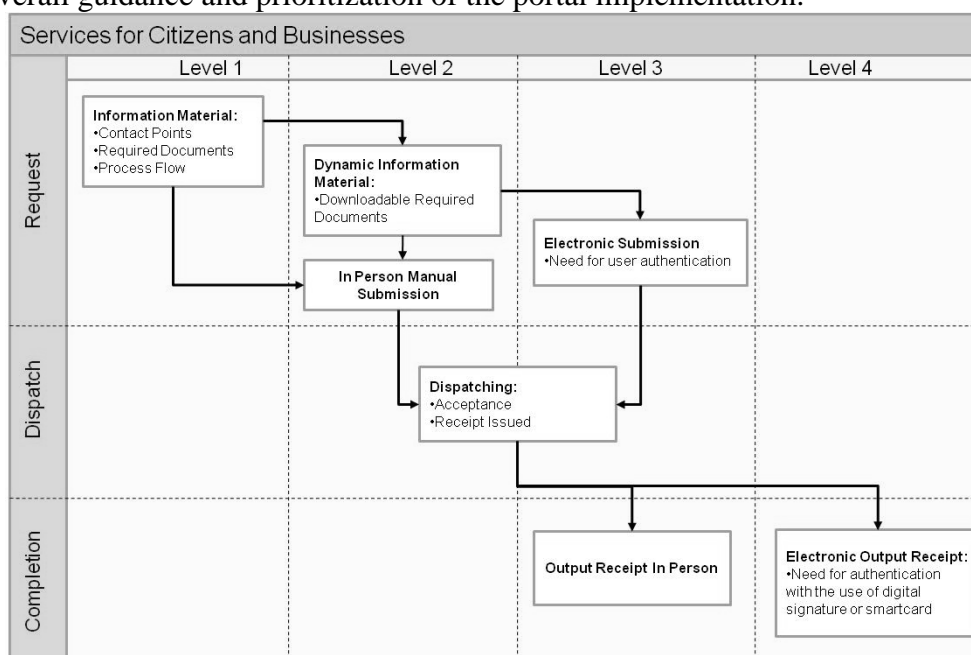 verall guidance and prioritization of the portal implementation.
Services for Citizens and Businesses
Level 1
Level 2
Level 3
Level 4
Request
Information Material:
•Contact Points
•Required Documents
•Process Flow
Dynamic Information
Material:
•Downloadable Required
Documents
Electronic Submission
•Need for user authentication
In Person Manual
Submission
Dispatch
Dispatching:
•Acceptance
•Receipt Issued
Completion
Output Receipt In Person
Electronic Output Receipt:
•Need for authentication
with the use of digital
signature or smartcard